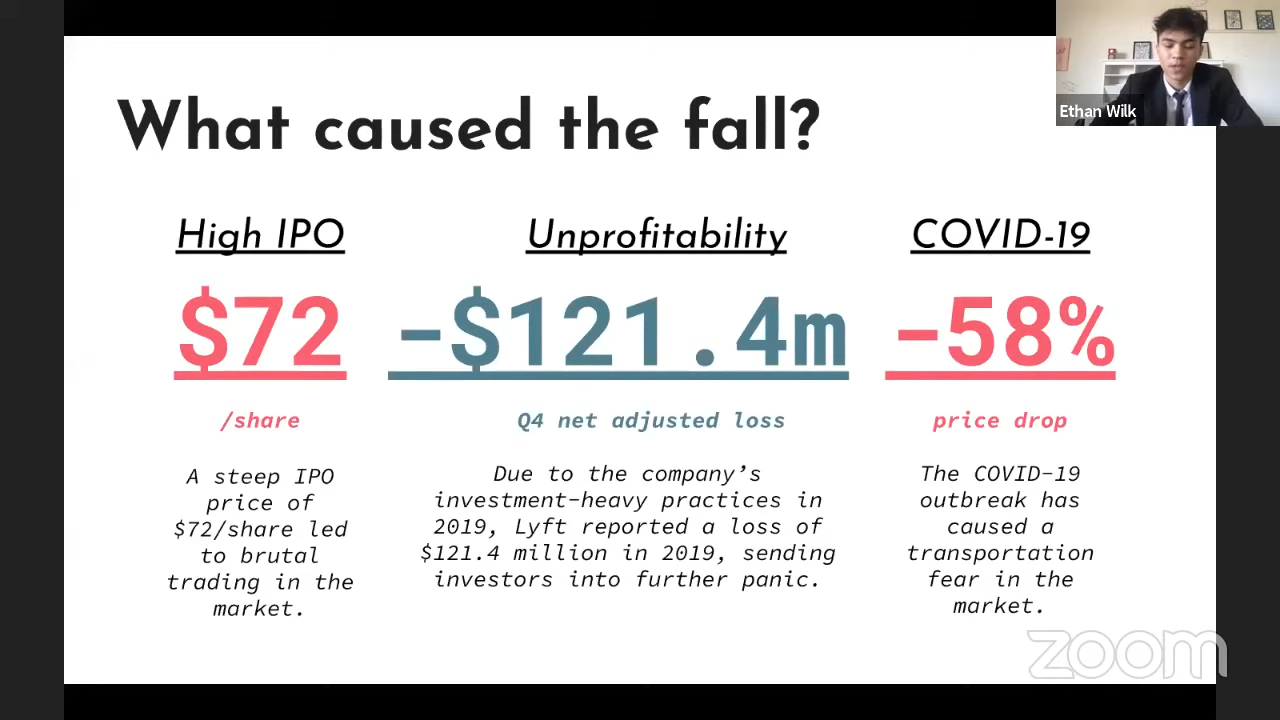 Ethan Wilk
What caused the fall?
High IPO
$72
/share
A steep IPO
price of
$72/share led
to brutal
trading in the
market.
Unprofitability
-$121.4m
Q4 net adjusted loss
Due to the company’s
investment-heavy practices in
2019, Lyft reported a loss of
$121.4 million in 2019, sending
investors into further panic.
COVID-19
-58%
price drop
The COVID-19
outbreak has
caused a
transportation
fear in the
market.
zoom